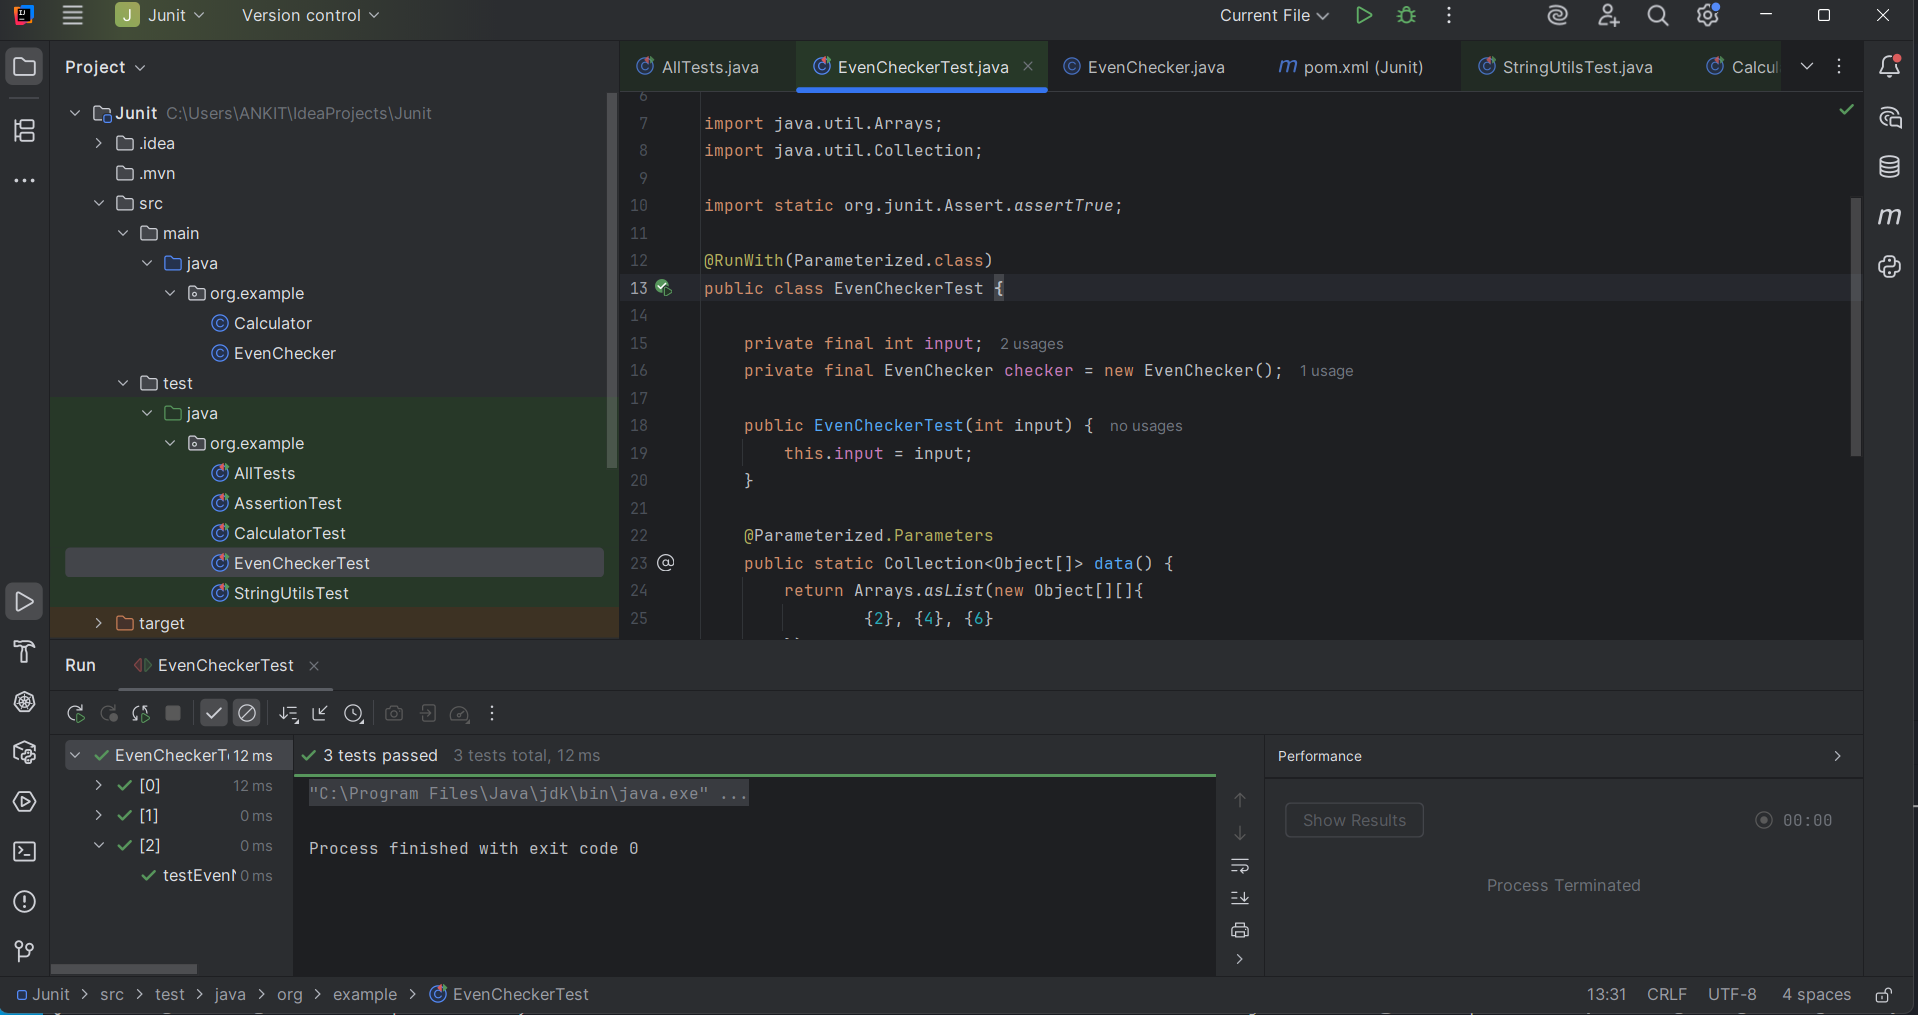 J Junit Version control Current File
Project
AllTests.java EvenCheckerTest.java EvenChecker.java m pom.xml (Junit) StringUtilsTest.java Calcul
Junit C:\Users\ANKIT\IdeaProjects\Junit
.idea
.mvn
src
main
java
org.example
Calculator
EvenChecker
test
java
org.example
AllTests
AssertionTest
CalculatorTest
EvenCheckerTest
StringUtilsTest
target
6
7 import java.util.Arrays;
8 import java.util.Collection;
9
10 import static org.junit.Assert.assertTrue;
11
12 @RunWith(Parameterized.class)
13 public class EvenCheckerTest {
14
15 private final int input; 2 usages
16 private final EvenChecker checker = new EvenChecker(); 1 usage
17
18 public EvenCheckerTest(int input) { no usages
19 this.input = input;
20 }
21
22 @Parameterized.Parameters
23 public static Collection<Object[]> data() {
24 return Arrays.asList(new Object[][]{
25 {2}, {4}, {6}
Run EvenCheckerTest
EvenCheckerT 12 ms
[0] 12 ms
[1] 0 ms
[2] 0 ms
testEven 0 ms
3 tests passed 3 tests total, 12 ms
"C:\Program Files\Java\jdk\bin\java.exe" ...
Process finished with exit code 0
Performance
Show Results 00:00
Process Terminated
Junit > src > test > java > org > example > EvenCheckerTest 13:31 CRLF UTF-8 4 spaces